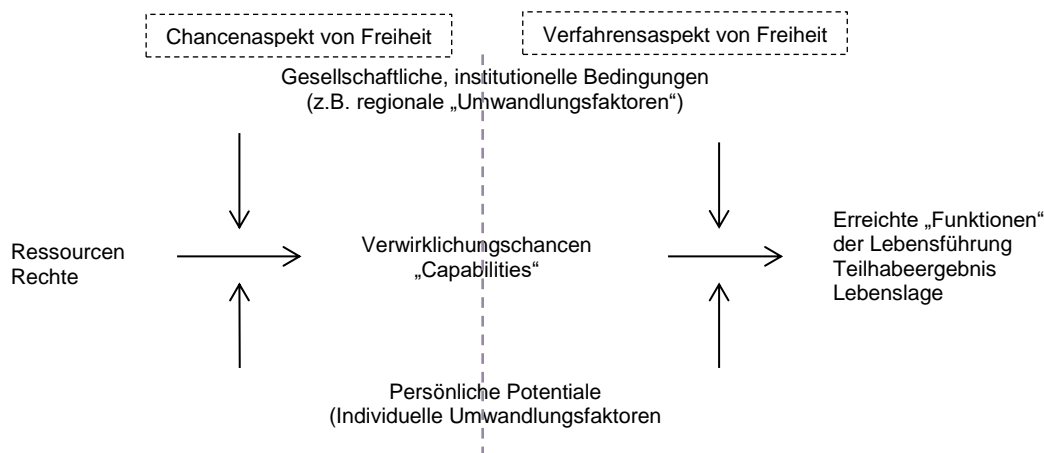 Chancenaspekt von Freiheit
Verfahrensaspekt von Freiheit
Gesellschaftliche, institutionelle Bedingungen
(z.B. regionale „Umwandlungsfaktoren“)
Ressourcen
Rechte
Verwirklichungschancen
„Capabilities“
Erreichte „Funktionen“
der Lebensführung
Teilhabeergebnis
Lebenslage
Persönliche Potentiale
(Individuelle Umwandlungsfaktoren